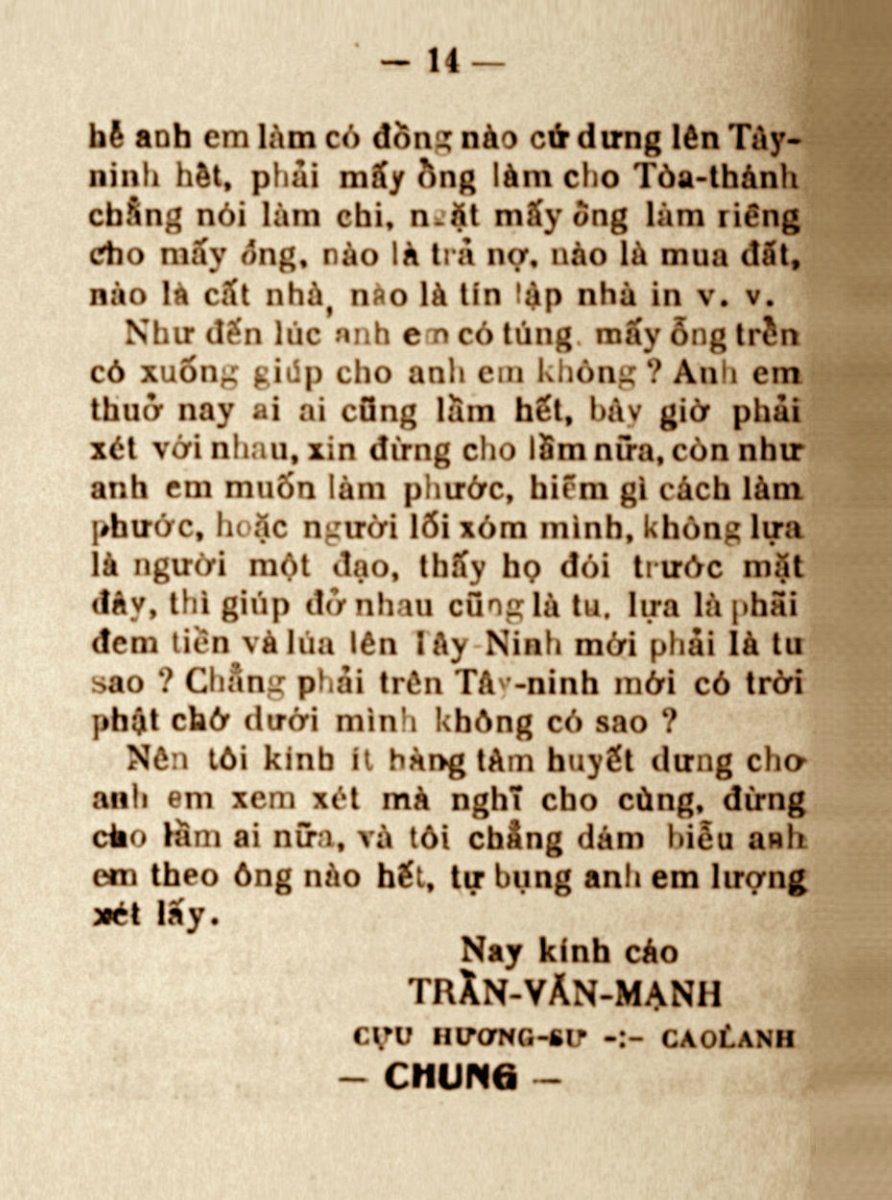 — 14 —
hễ anh em làm có đồng nào cứ dưng lên Tây-
ninh hết, phải mấy ổng làm cho Tòa-thánh
chẳng nói làm chi, ngặt mấy ổng làm riêng
cho mấy ổng, nào là trả nợ, nào là mua đất,
nào là cất nhà, nào là tín lập nhà in v. v.
Như đến lúc anh em có túng, mấy ổng trên
có xuống giúp cho anh em không ? Anh em
thuở nay ai ai cũng lầm hết, bây giờ phải
xét với nhau, xin đừng cho lầm nữa, còn như
anh em muốn làm phước, hiếm gì cách làm
phước, hoặc người lối xóm mình, không lựa
là người một đạo, thấy họ đói trước mặt
đây, thì giúp đở nhau cũng là tu, lựa là phãi
đem tiền và lúa lên Tây-Ninh mới phải là tu
sao ? Chẳng phải trên Tây-ninh mới có trời
phật chớ dưới mình không có sao ?
Nên tôi kính ít hàng tâm huyết dưng cho
anh em xem xét mà nghĩ cho cùng, đừng
cho lầm ai nữa, và tôi chẳng dám biểu anh
em theo ông nào hết, tự bụng anh em lượng
xét lấy.
Nay kính cáo
TRẦN-VĂN-MẠNH
CỰU HƯƠNG-SƯ -:- CAOLANH
— CHUNG —